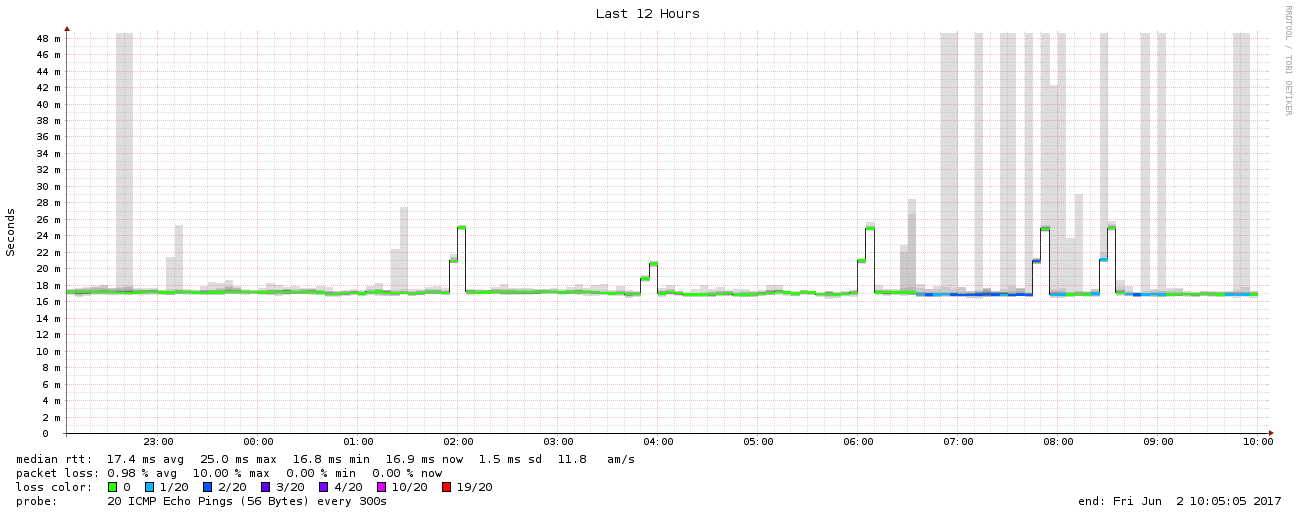 Last 12 Hours
RRDTOOL / TOBI OETIKER
Seconds
48 m
46 m
44 m
42 m
40 m
38 m
36 m
34 m
32 m
30 m
28 m
26 m
24 m
22 m
20 m
18 m
16 m
14 m
12 m
10 m
8 m
6 m
4 m
2 m
0
23:00 00:00 01:00 02:00 03:00 04:00 05:00 06:00 07:00 08:00 09:00 10:00
median rtt: 17.4 ms avg 25.0 ms max 16.8 ms min 16.9 ms now 1.5 ms sd 11.8 am/s
packet loss: 0.98 % avg 10.00 % max 0.00 % min 0.00 % now
loss color: 0 1/20 2/20 3/20 4/20 10/20 19/20
probe: 20 ICMP Echo Pings (56 Bytes) every 300s end: Fri Jun 2 10:05:05 2017